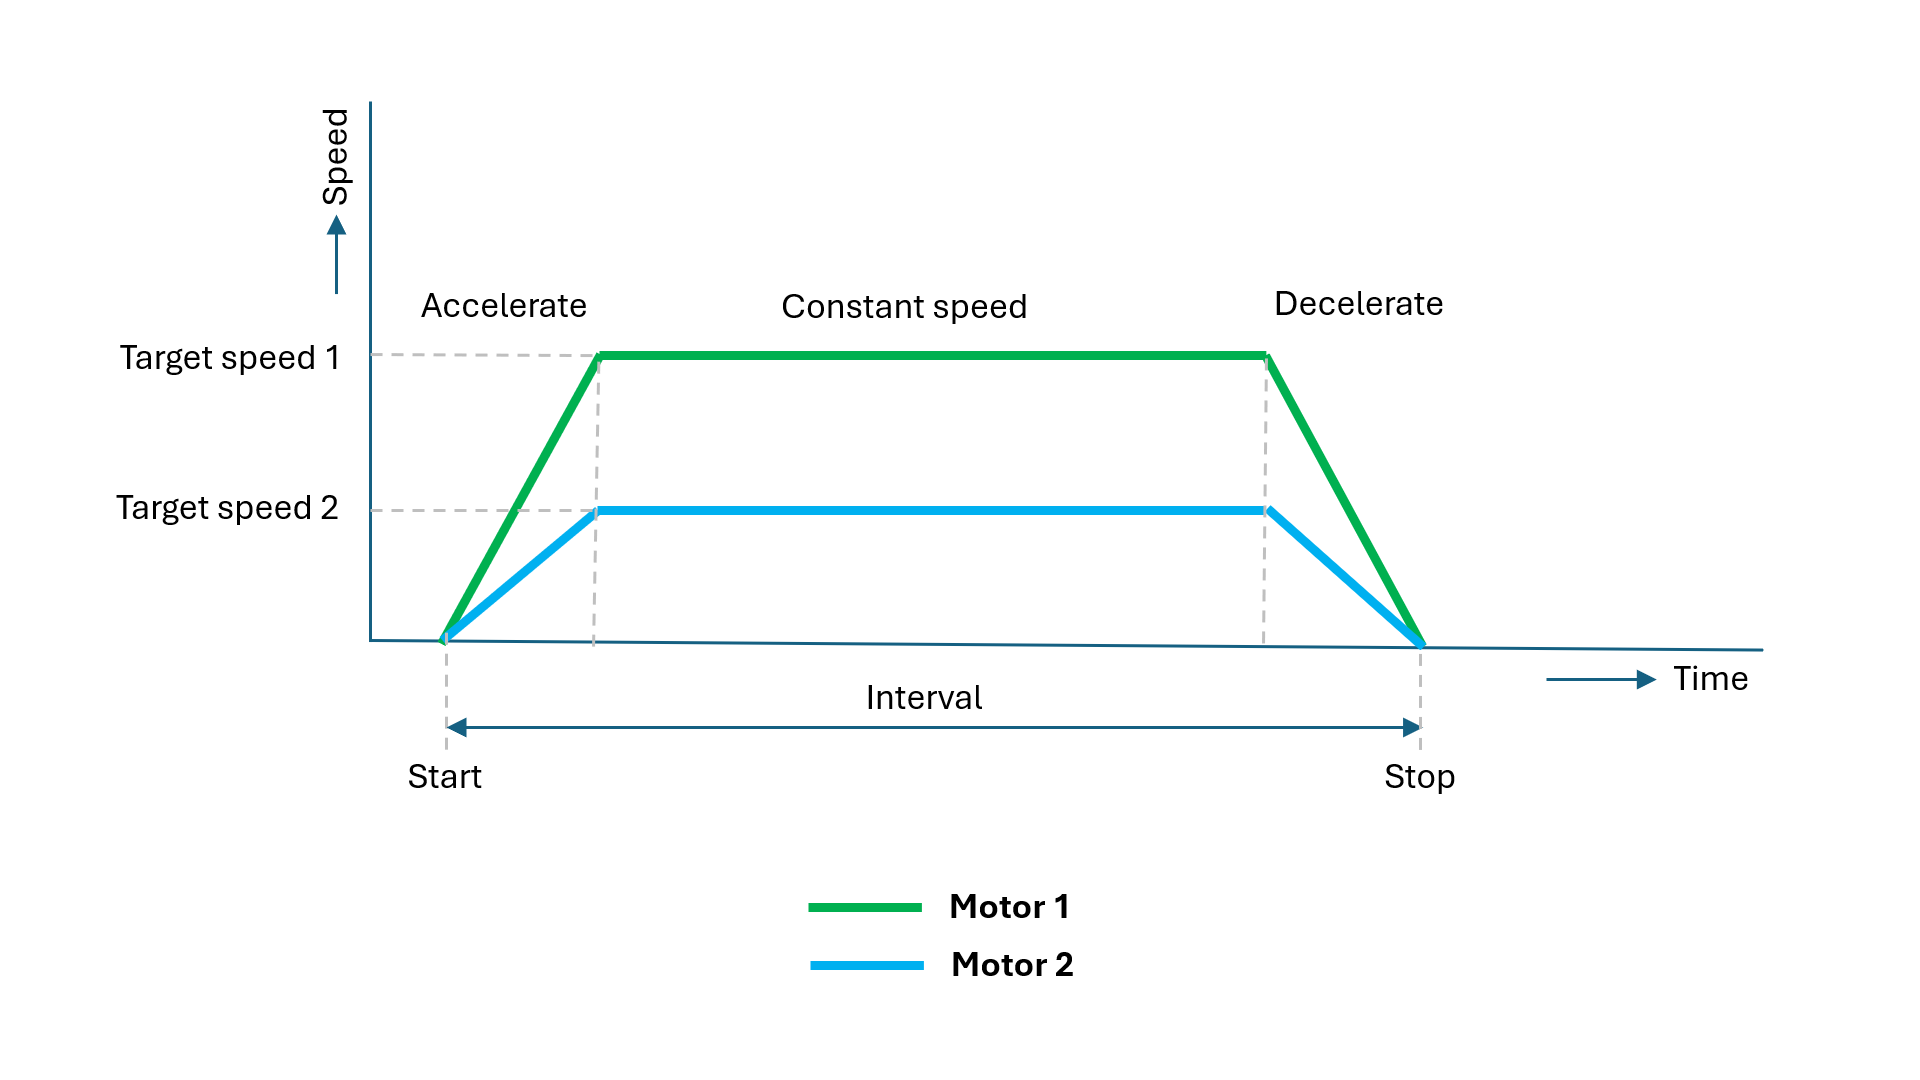 Speed
Accelerate
Constant speed
Decelerate
Target speed 1
Target speed 2
Time
Interval
Start
Stop
Motor 1
Motor 2